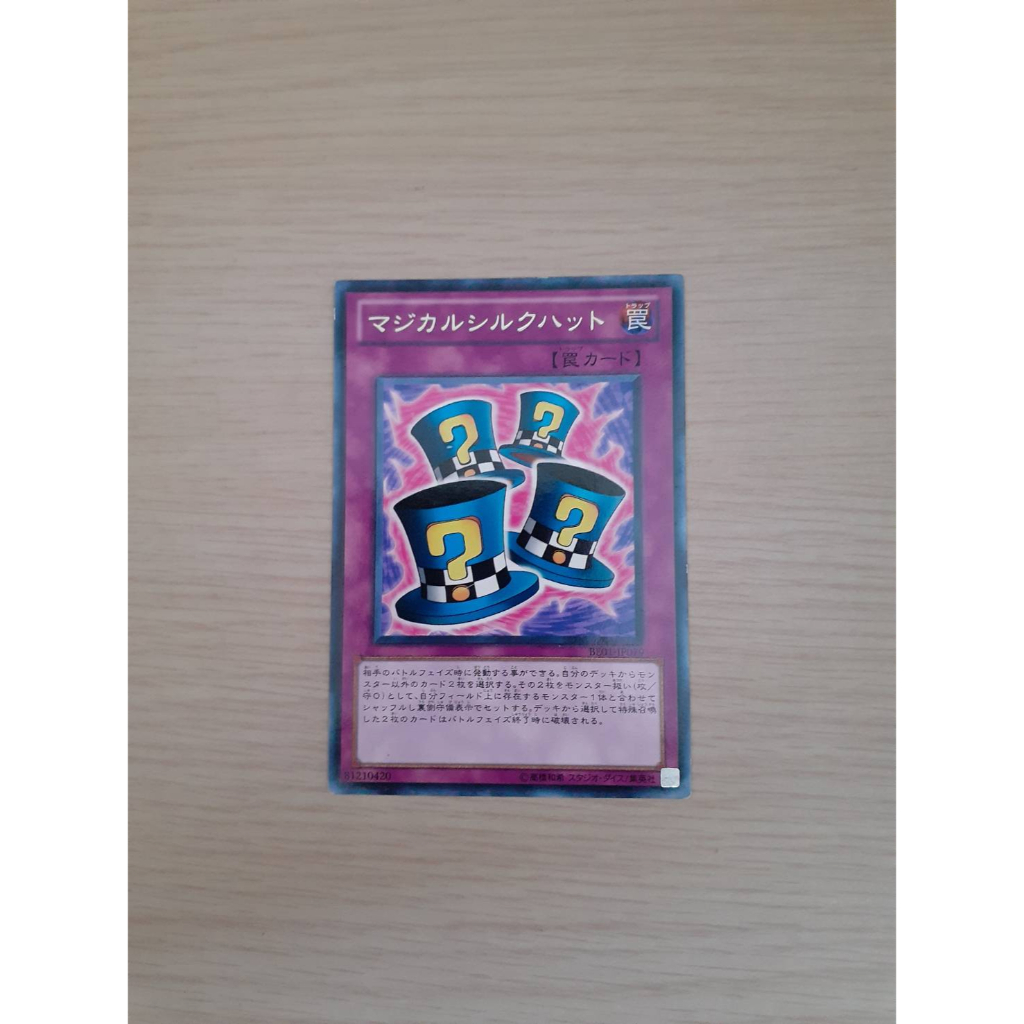 マジカルシルクハット
トラップ
罠
【罠カード】
?
?
?
?
BE01-JP019
相手のバトルフェイズ時に発動する事ができる。自分のデッキからモン
スター以外のカード2枚を選択する。その2枚をモンスター扱い(攻/
守0)として、自分フィールド上に存在するモンスター1体と合わせて
シャッフルし裏側守備表示でセットする。デッキから選択して特殊召喚
した2枚のカードはバトルフェイズ終了時に破壊される。
81210420
©高橋和希 スタジオ・ダイス/集英社